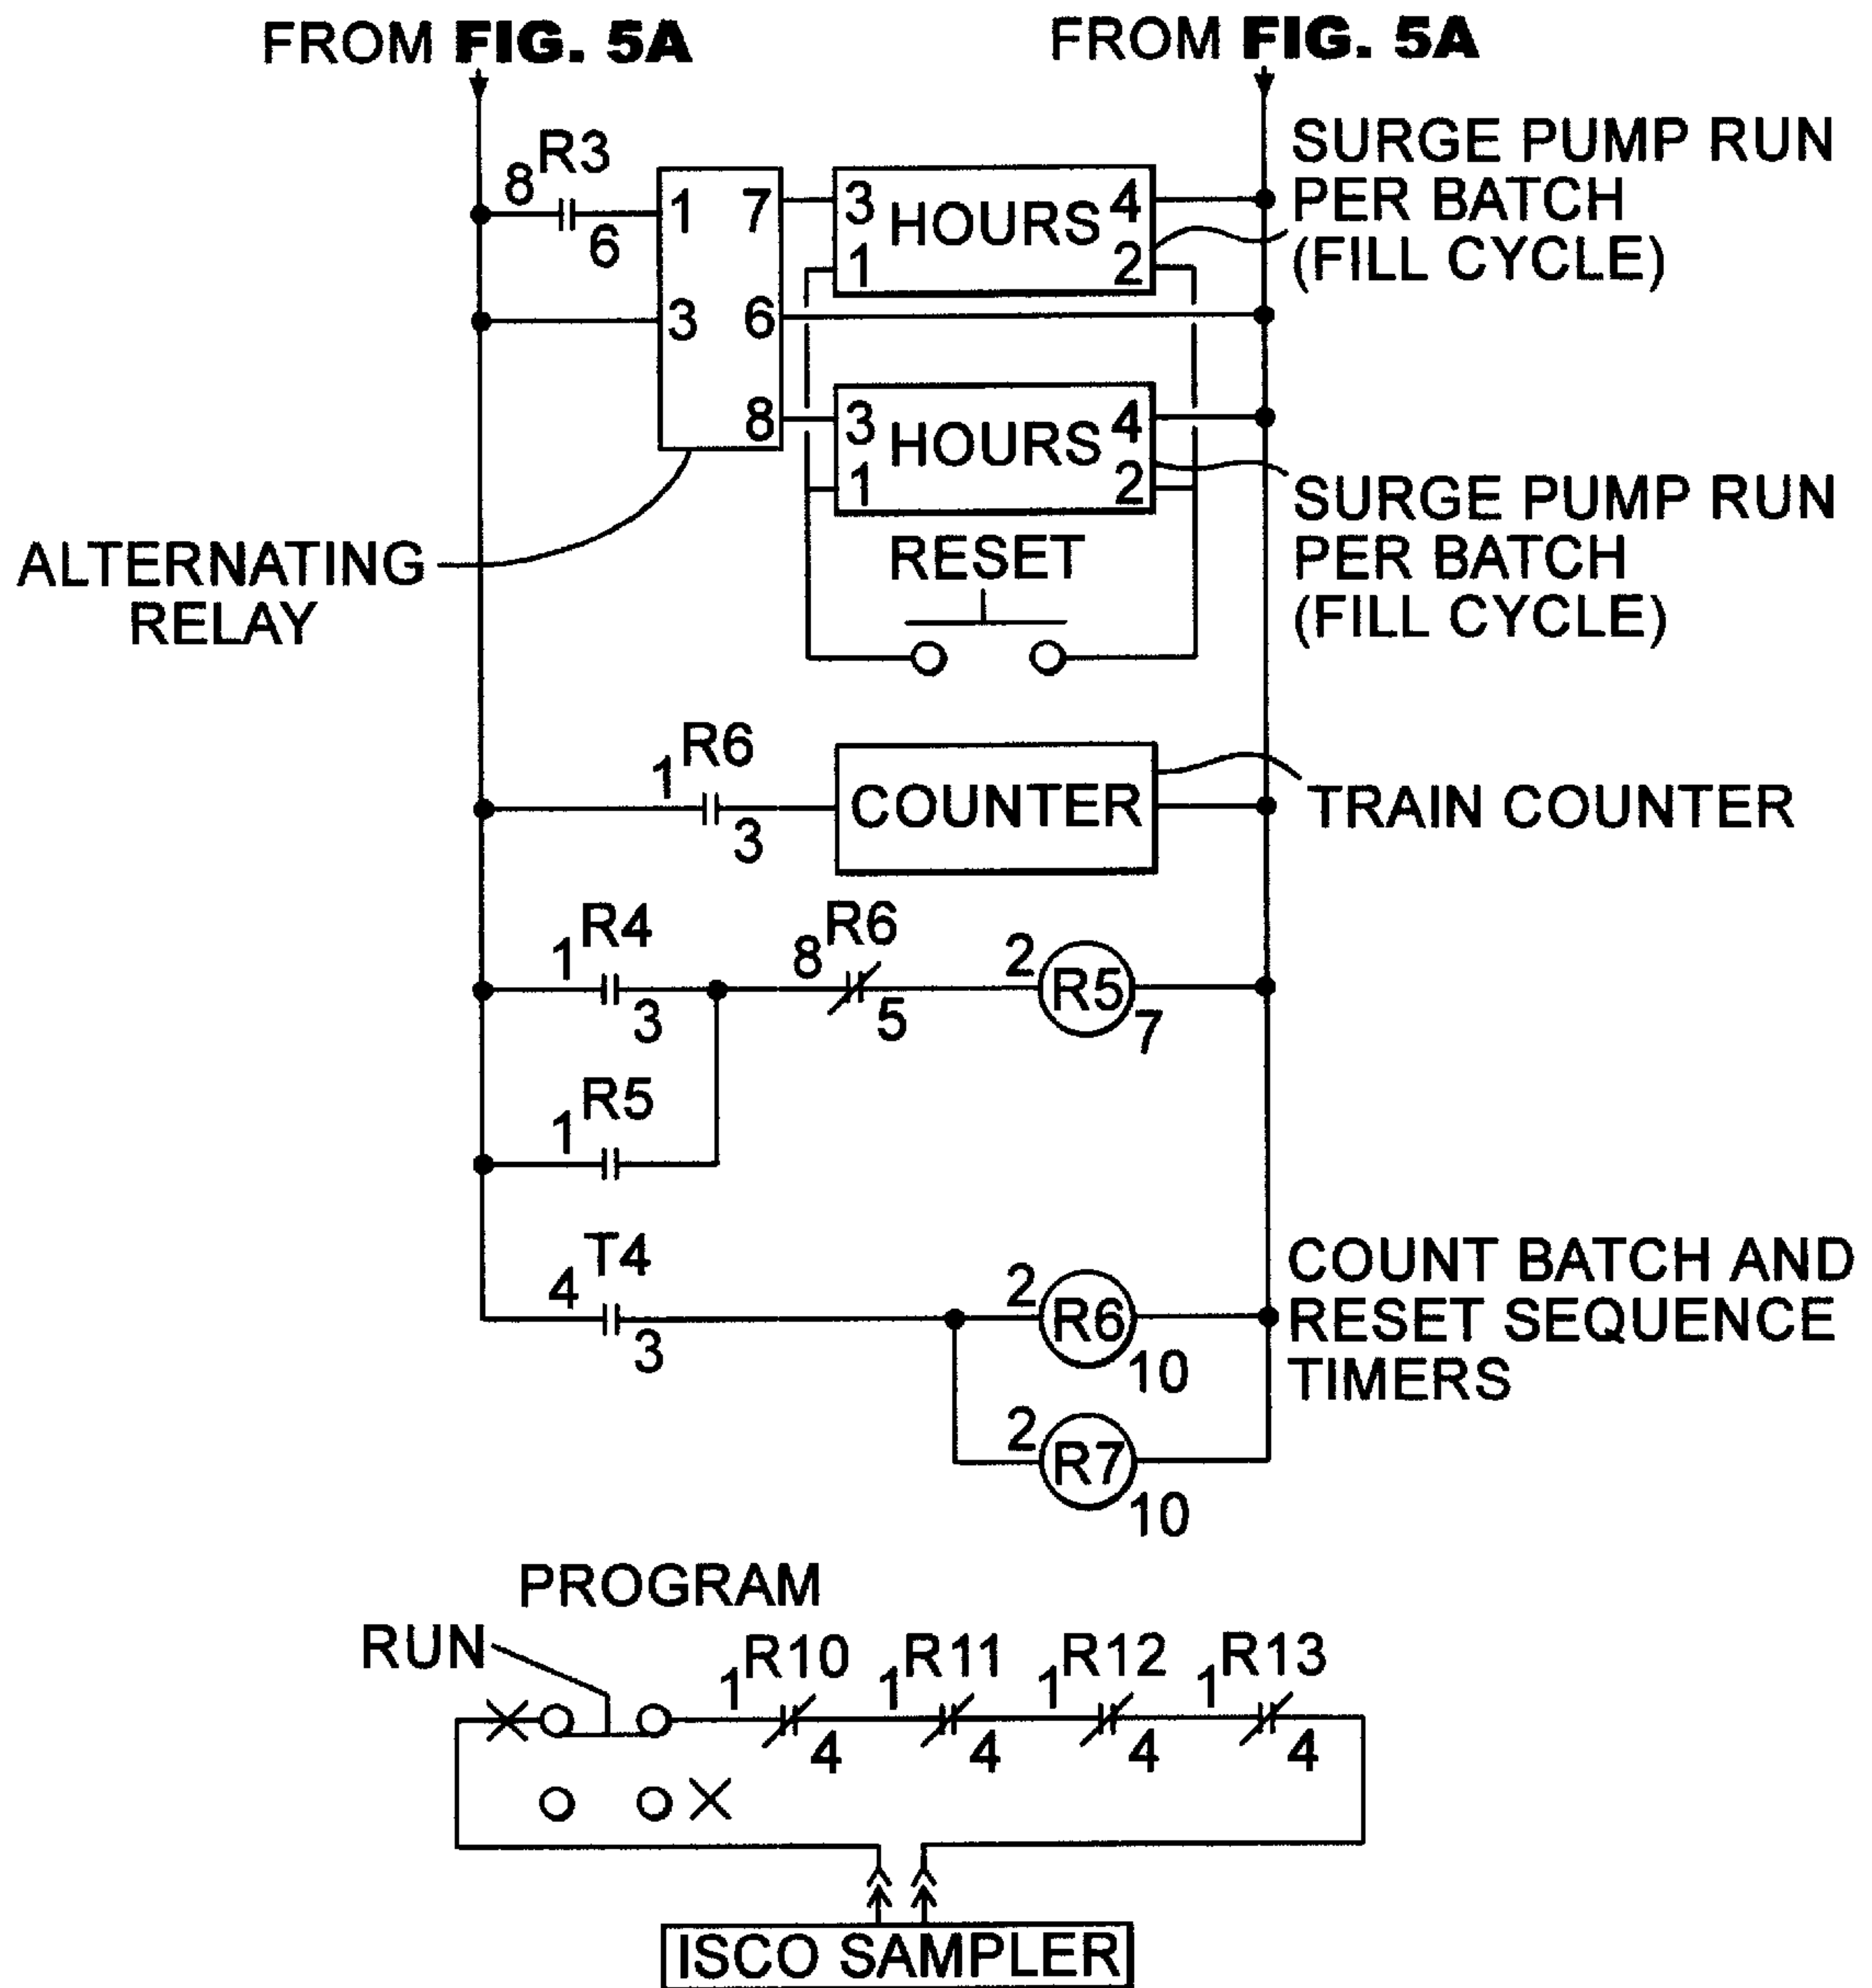 FROM FIG. 5A
FROM FIG. 5A
R3
8
6
1 7
3 6
8
3 HOURS 4
1 2
SURGE PUMP RUN
PER BATCH
(FILL CYCLE)
3 HOURS 4
1 2
SURGE PUMP RUN
PER BATCH
(FILL CYCLE)
ALTERNATING
RELAY
RESET
R6
1
3
COUNTER
TRAIN COUNTER
R4
1
3
R6
8
5
2
R5
7
R5
1
T4
4
3
2
R6
10
COUNT BATCH AND
RESET SEQUENCE
TIMERS
2
R7
10
PROGRAM
RUN
1 R10 4
1 R11 4
1 R12 4
1 R13 4
ISCO SAMPLER